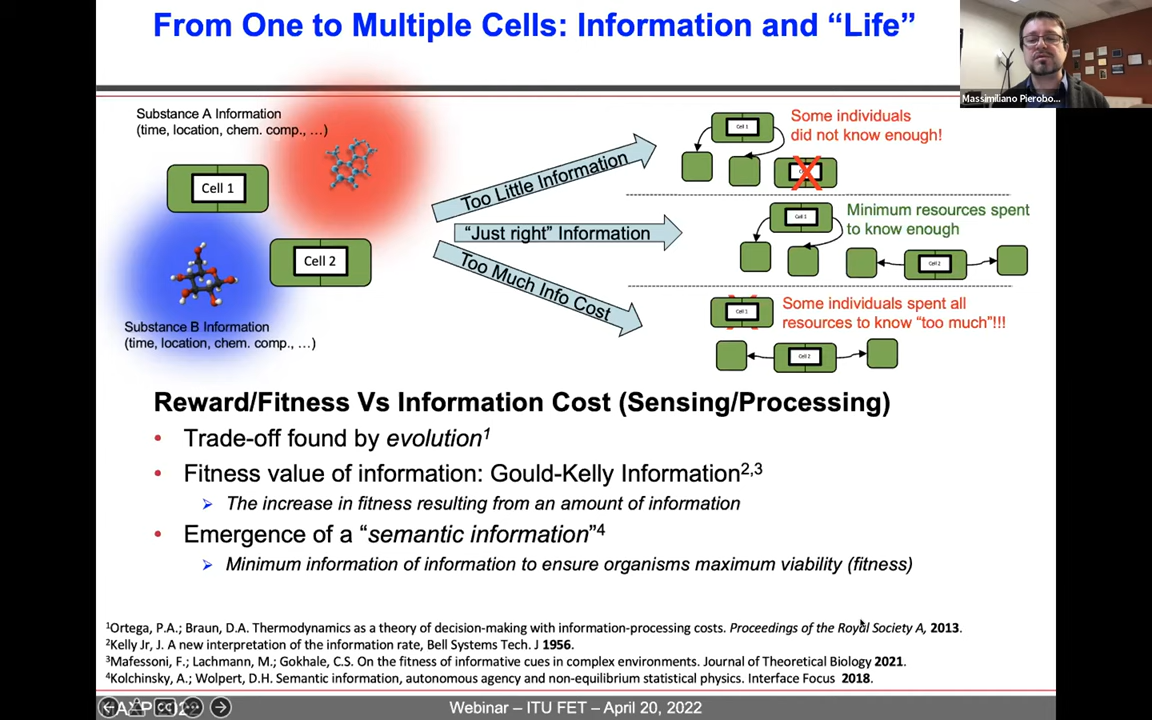 From One to Multiple Cells: Information and “Life”
Massimiliano Pierobo...
Substance A Information
(time, location, chem. comp., …)
Cell 1
Cell 2
Substance B Information
(time, location, chem. comp., …)
Too Little Information
“Just right” Information
Too Much Info Cost
Cell 1
Some individuals
did not know enough!
X
Cell 1
Minimum resources spent
to know enough
Cell 2
Cell 1
Some individuals spent all
resources to know “too much”!!!
Cell 2
Reward/Fitness Vs Information Cost (Sensing/Processing)
• Trade-off found by evolution1
• Fitness value of information: Gould-Kelly Information2,3
The increase in fitness resulting from an amount of information
• Emergence of a “semantic information”4
Minimum information of information to ensure organisms maximum viability (fitness)
1Ortega, P.A.; Braun, D.A. Thermodynamics as a theory of decision-making with information-processing costs. Proceedings of the Royal Society A, 2013.
2Kelly Jr, J. A new interpretation of the information rate, Bell Systems Tech. J 1956.
3Mafessoni, F.; Lachmann, M.; Gokhale, C.S. On the fitness of informative cues in complex environments. Journal of Theoretical Biology 2021.
4Kolchinsky, A.; Wolpert, D.H. Semantic information, autonomous agency and non-equilibrium statistical physics. Interface Focus 2018.
Webinar – ITU FET – April 20, 2022